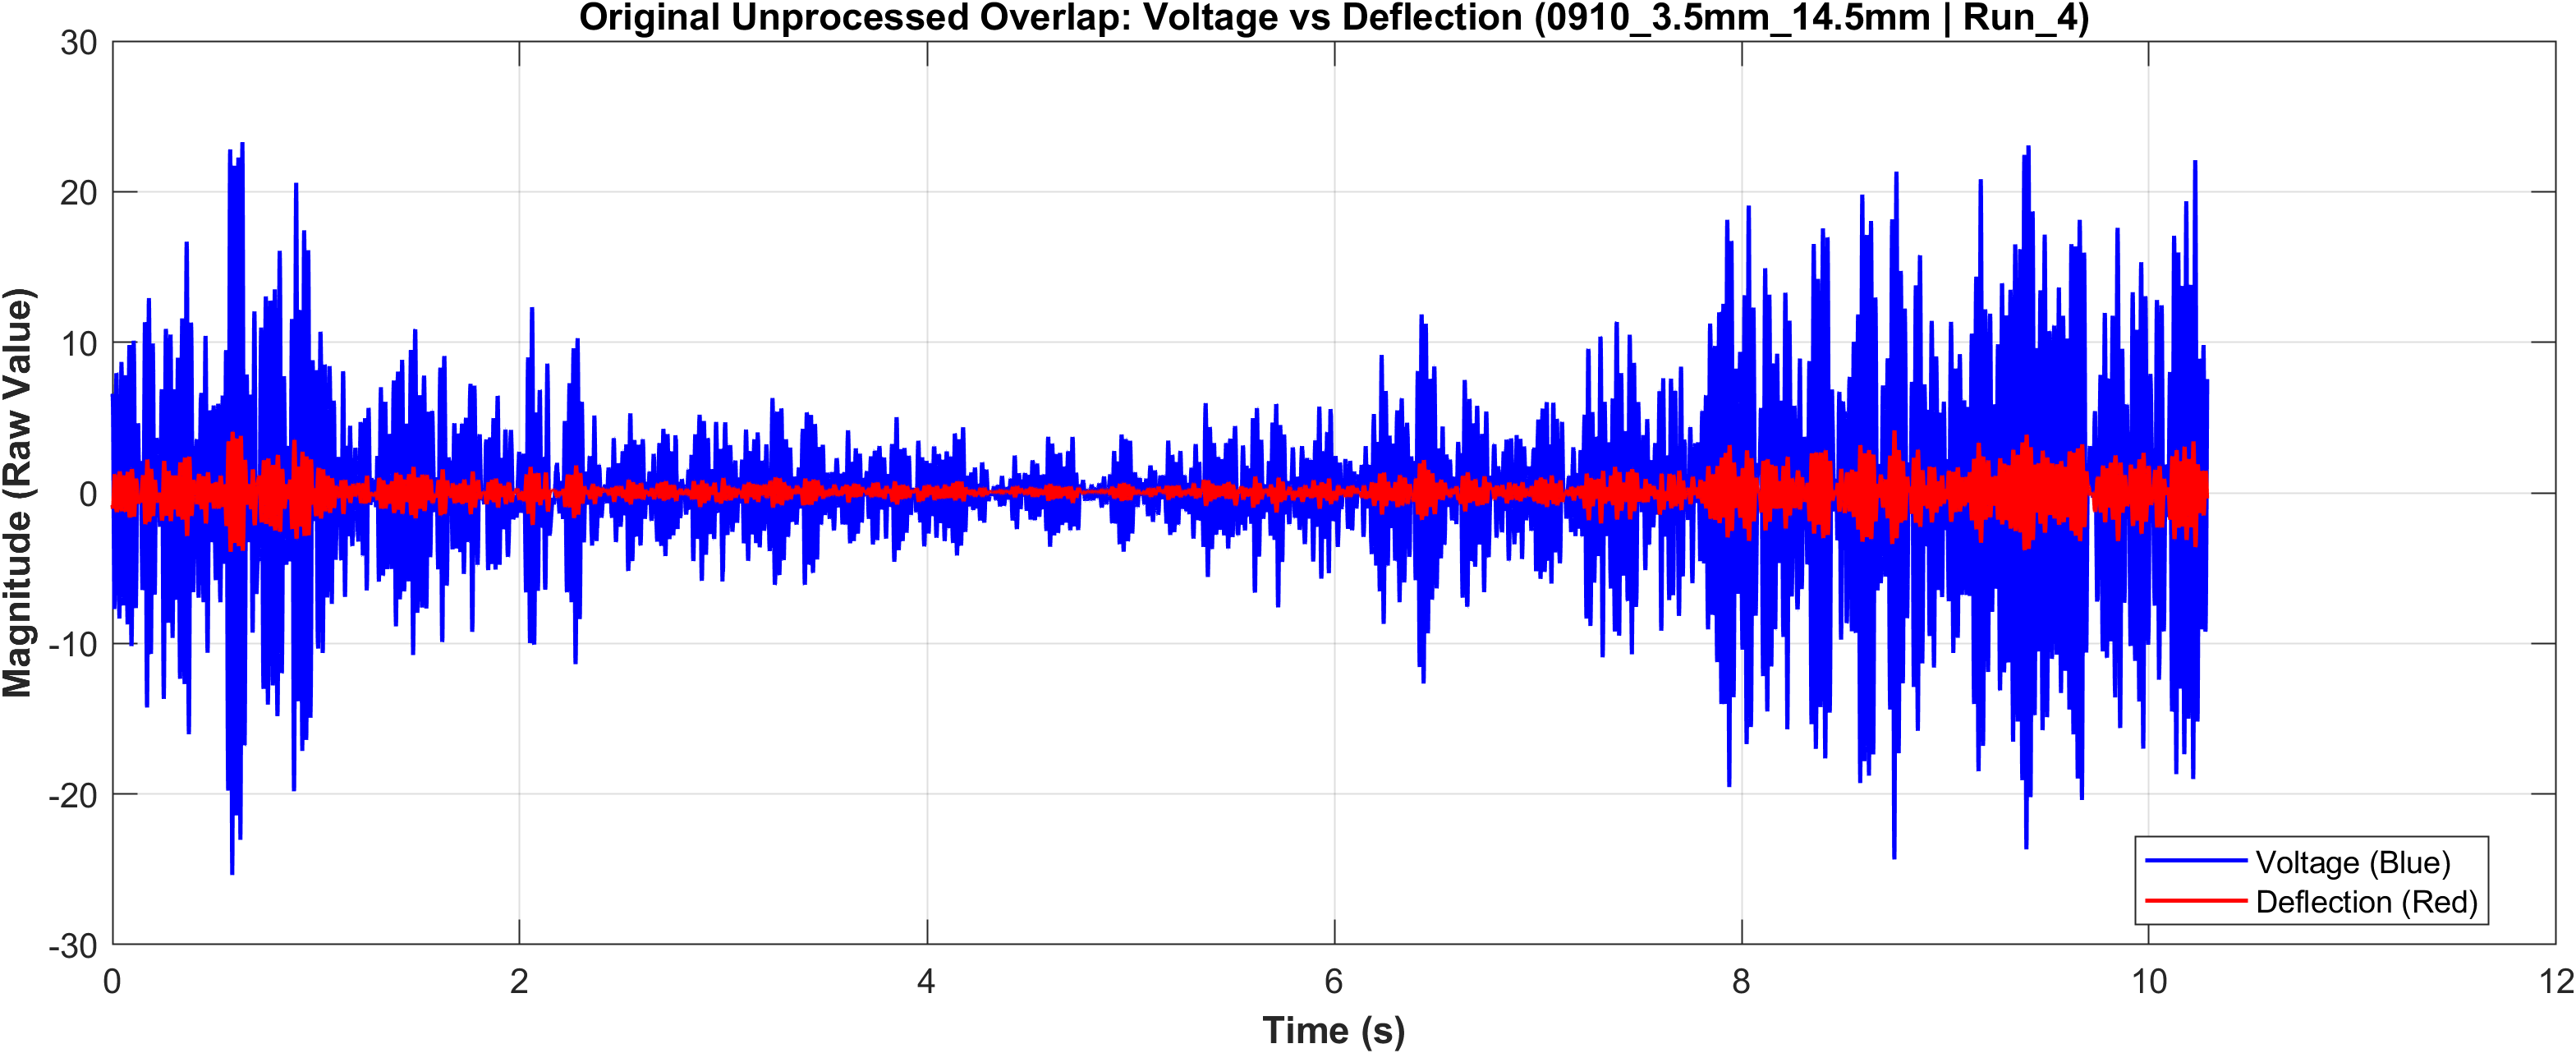 Original Unprocessed Overlap: Voltage vs Deflection (0910_3.5mm_14.5mm | Run_4)
Magnitude (Raw Value)
30
20
10
0
-10
-20
-30
0
2
4
6
8
10
12
Time (s)
Voltage (Blue)
Deflection (Red)